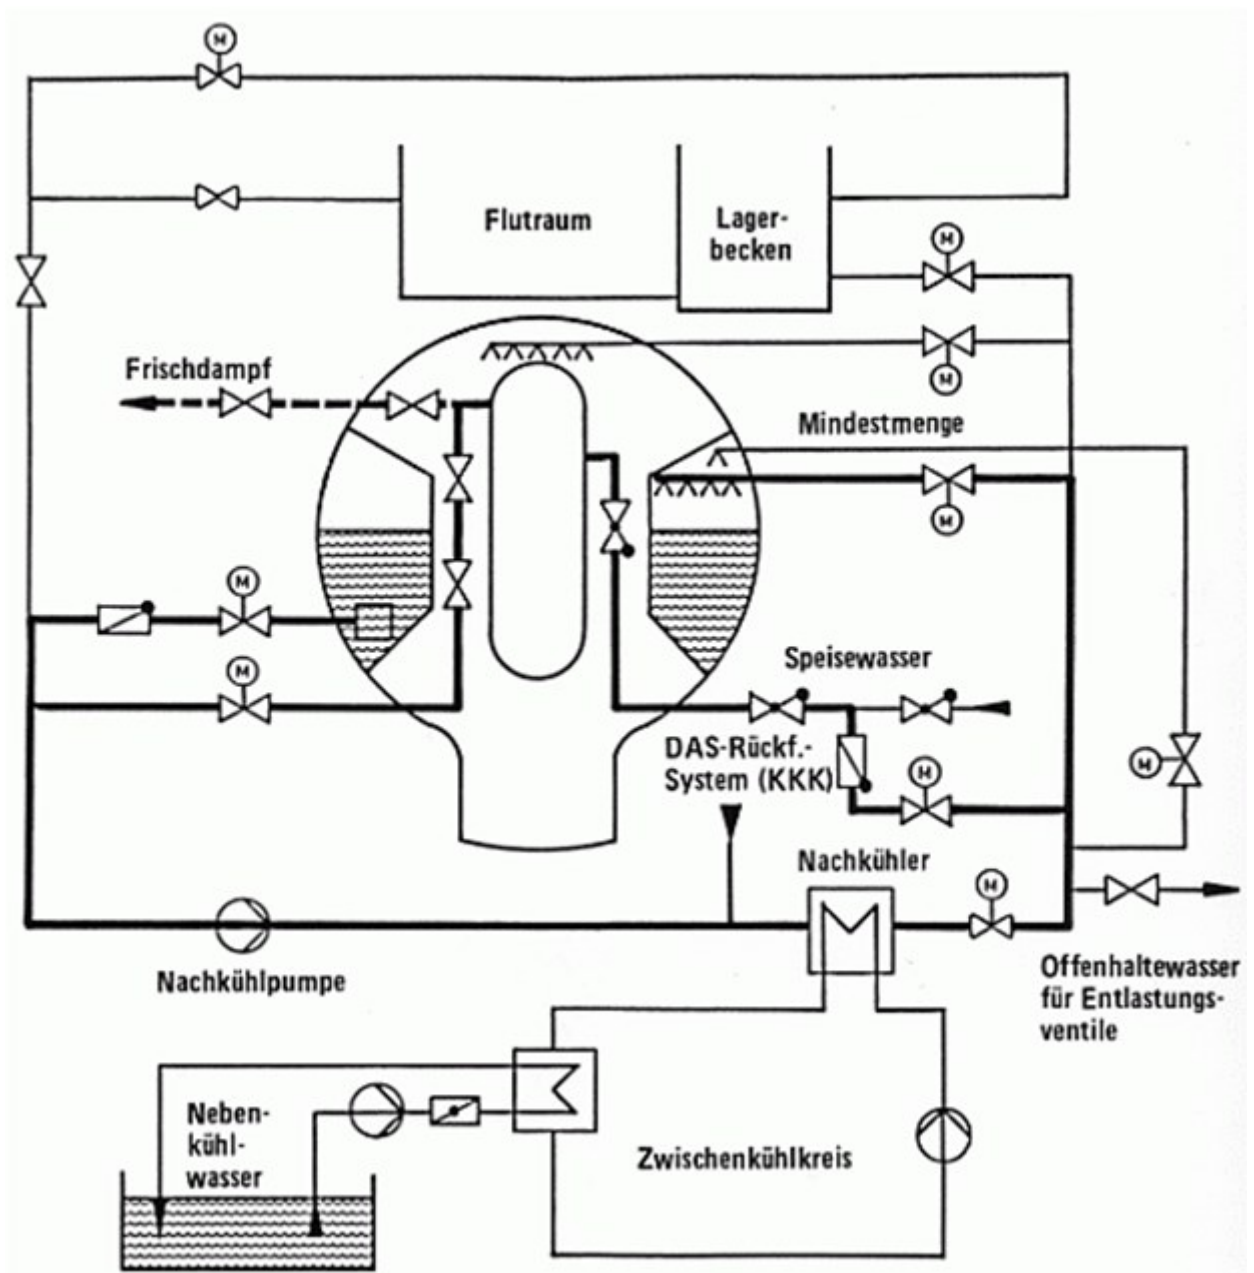 M
Flutraum
Lager-
becken
M
Frischdampf
M
Mindestmenge
M
M
M
Speisewasser
DAS-Rückf.-
System (KKK)
M
M
Nachkühler
M
Nachkühlpumpe
Offenhaltewasser
für Entlastungs-
ventile
Neben-
kühl-
wasser
Zwischenkühlkreis